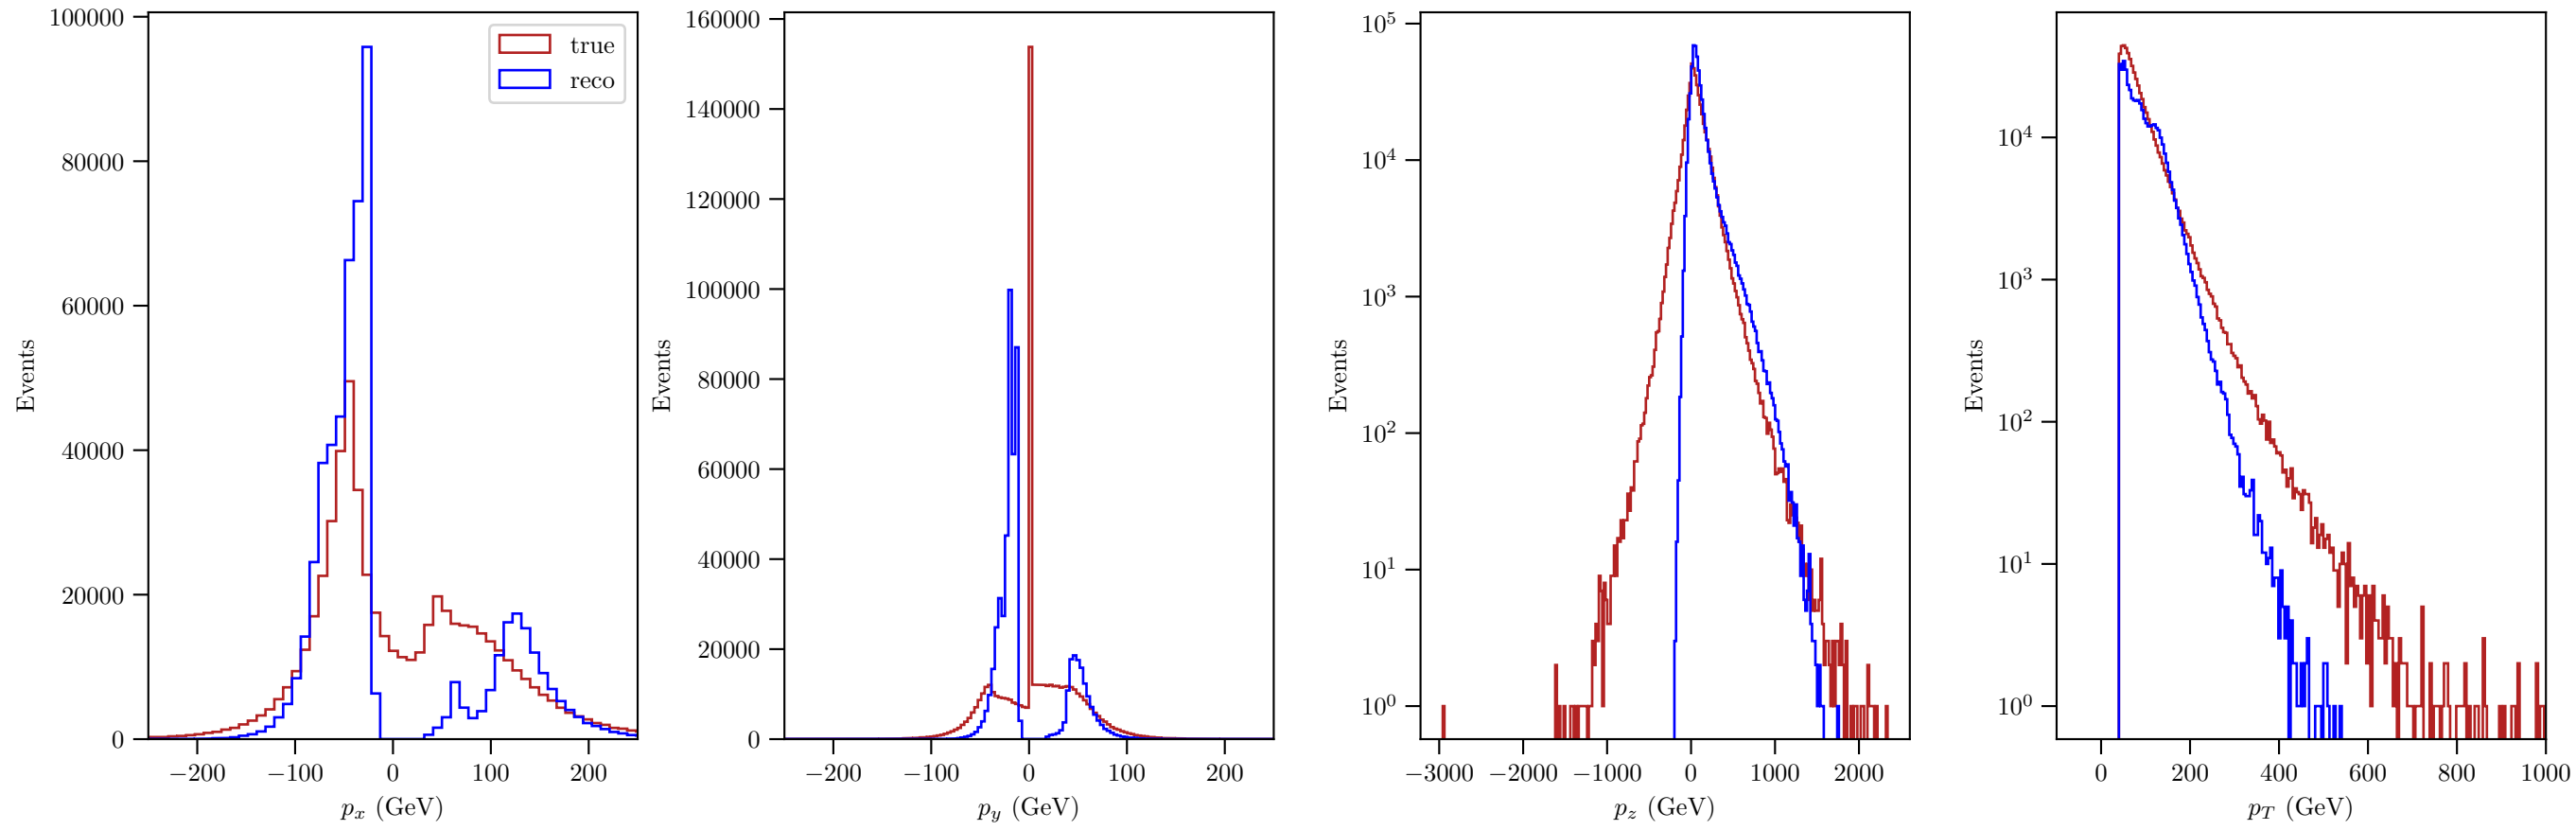 100000
80000
60000
40000
20000
0
−200 −100 0 100 200
Events
p_x (GeV)
true
reco
160000
140000
120000
100000
80000
60000
40000
20000
0
−200 −100 0 100 200
Events
p_y (GeV)
10^5
10^4
10^3
10^2
10^1
10^0
−3000 −2000 −1000 0 1000 2000
Events
p_z (GeV)
10^4
10^3
10^2
10^1
10^0
0 200 400 600 800 1000
Events
p_T (GeV)